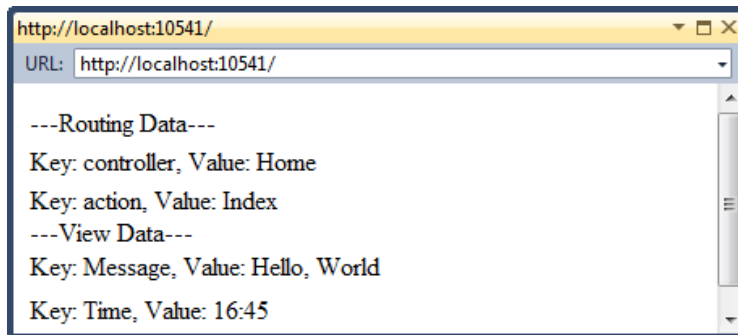 http://localhost:10541/
URL: http://localhost:10541/
---Routing Data---
Key: controller, Value: Home
Key: action, Value: Index
---View Data---
Key: Message, Value: Hello, World
Key: Time, Value: 16:45